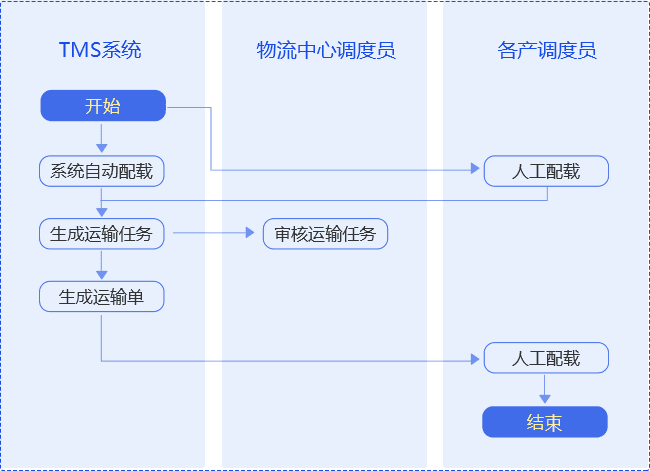 TMS系统
物流中心调度员
各产调度员
开始
系统自动配载
人工配载
生成运输任务
审核运输任务
生成运输单
人工配载
结束